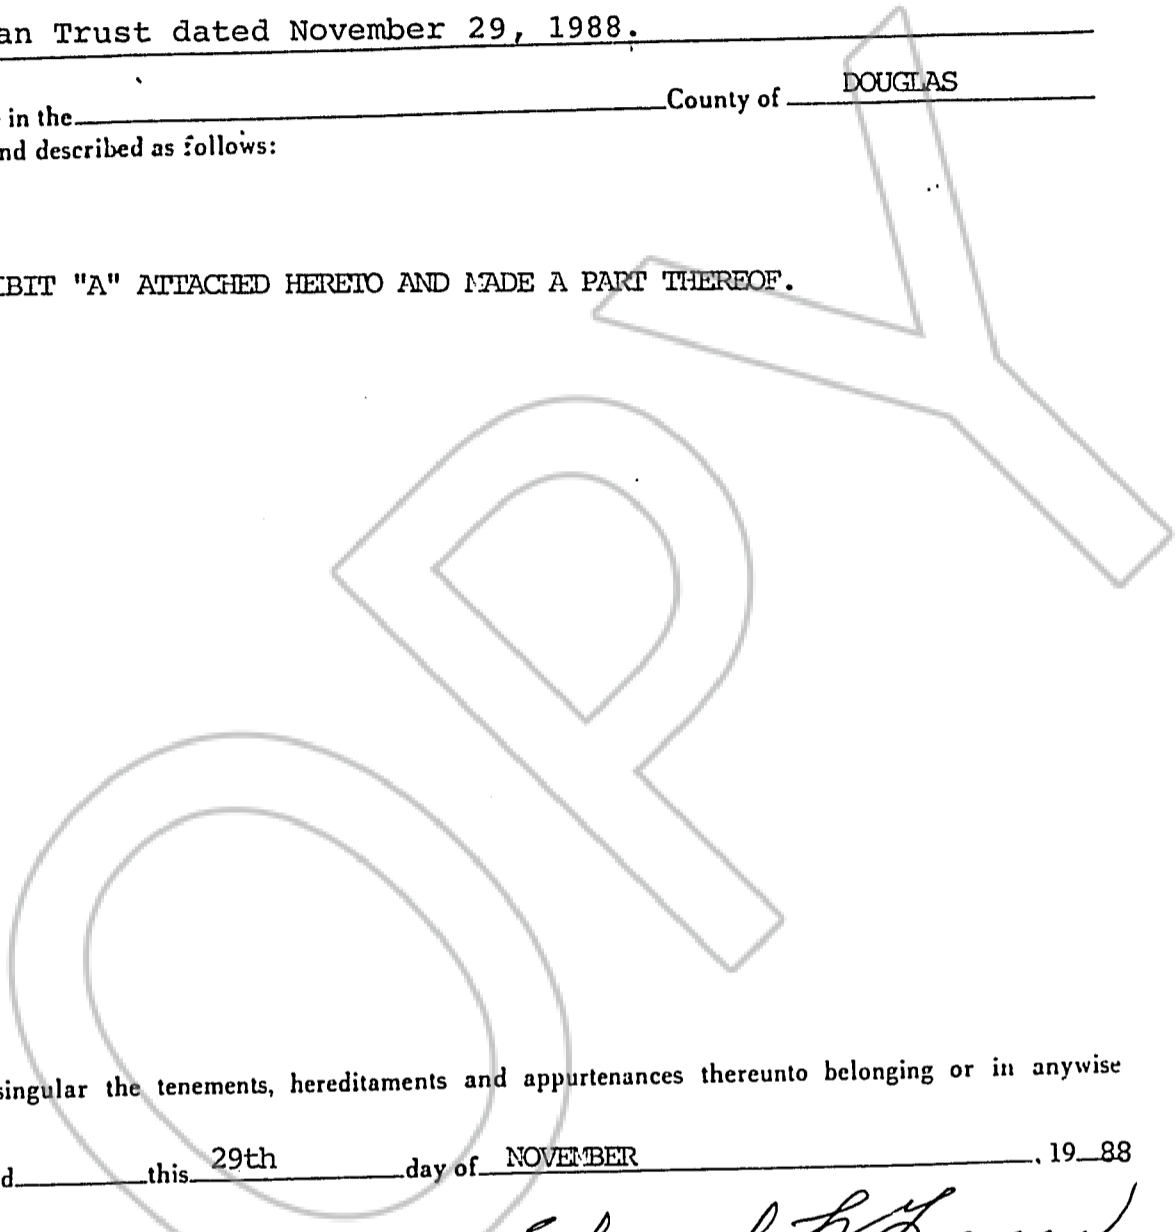 an Trust dated November 29, 1988.
in the County of DOUGLAS
nd described as follows:
IBIT "A" ATTACHED HERETO AND MADE A PART THEREOF.
singular the tenements, hereditaments and appurtenances thereunto belonging or in anywise
d this 29th day of NOVEMBER , 19 88
OPY